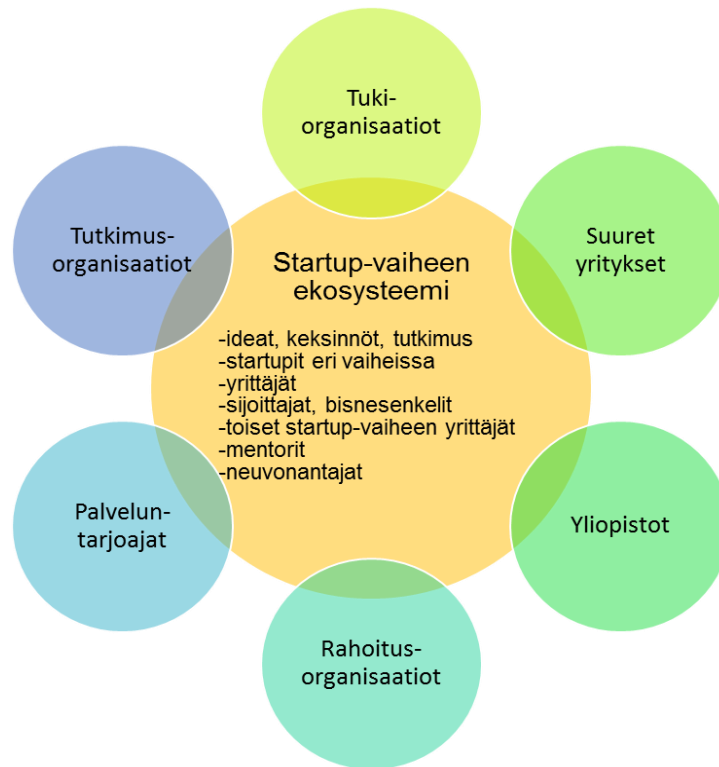 Tuki-
organisaatiot
Suuret
yritykset
Yliopistot
Rahoitus-
organisaatiot
Palvelun-
tarjoajat
Tutkimus-
organisaatiot
Startup-vaiheen
ekosysteemi
-ideat, keksinnöt, tutkimus
-startupit eri vaiheissa
-yrittäjät
-sijoittajat, bisnesenkelit
-toiset startup-vaiheen yrittäjät
-mentorit
-neuvonantajat